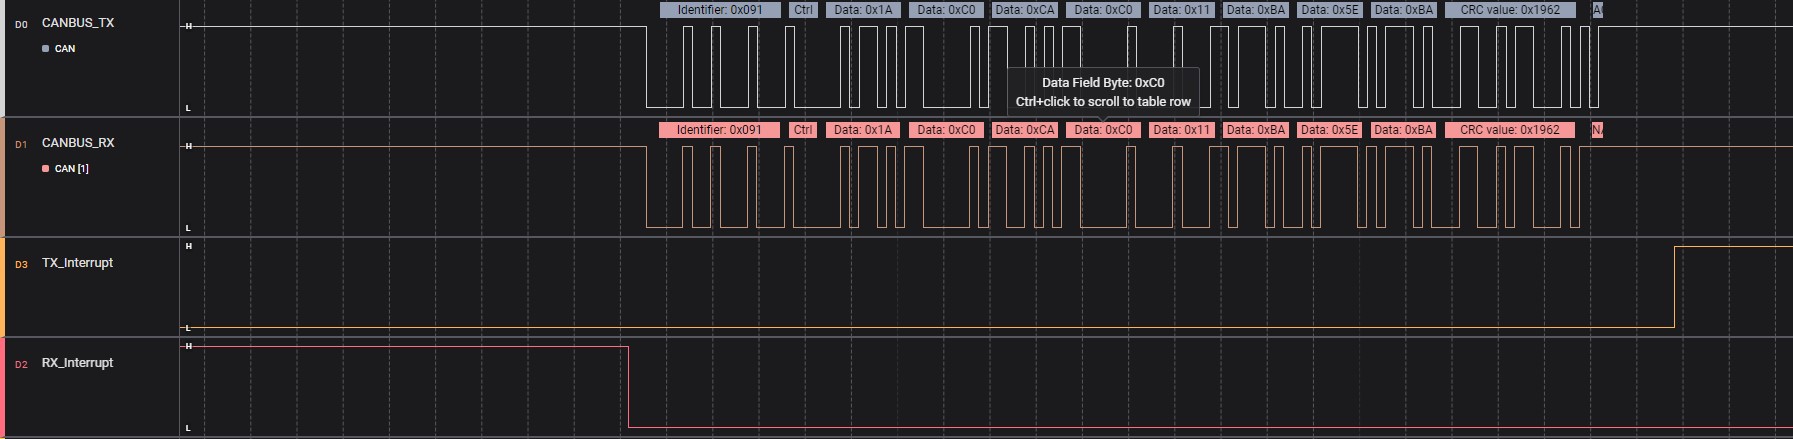 D0 CANBUS_TX H Identifier: 0x091 Ctrl Data: 0x1A Data: 0xC0 Data: 0xCA Data: 0xC0 Data: 0x11 Data: 0xBA Data: 0x5E Data: 0xBA CRC value: 0x1962
CAN
L
Data Field Byte: 0xC0
Ctrl+click to scroll to table row
D1 CANBUS_RX H Identifier: 0x091 Ctrl Data: 0x1A Data: 0xC0 Data: 0xCA Data: 0xC0 Data: 0x11 Data: 0xBA Data: 0x5E Data: 0xBA CRC value: 0x1962
CAN [1]
L
H
D3 TX_Interrupt
L
H
D2 RX_Interrupt
L